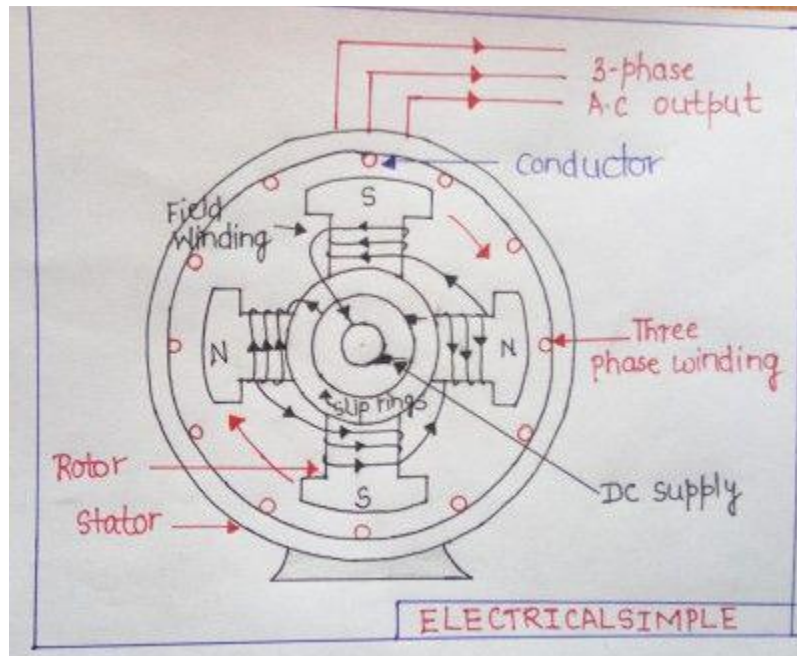 3-phase
A.C output
conductor
S
Field
Winding
N
N
Three
phase winding
slip rings
Rotor
S
DC supply
Stator
ELECTRICALSIMPLE